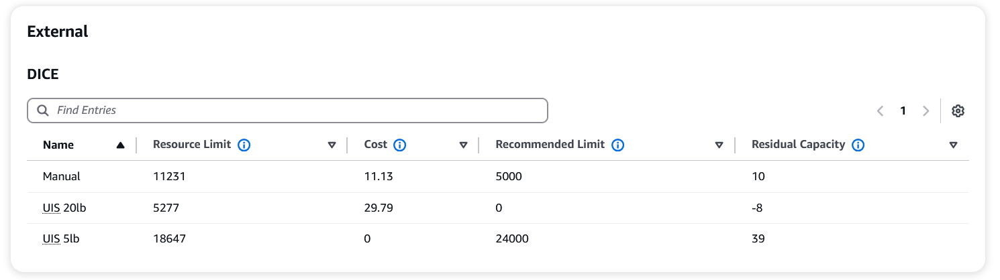 External
DICE
Find Entries
1
Name Resource Limit Cost Recommended Limit Residual Capacity
Manual 11231 11.13 5000 10
UIS 20lb 5277 29.79 0 -8
UIS 5lb 18647 0 24000 39